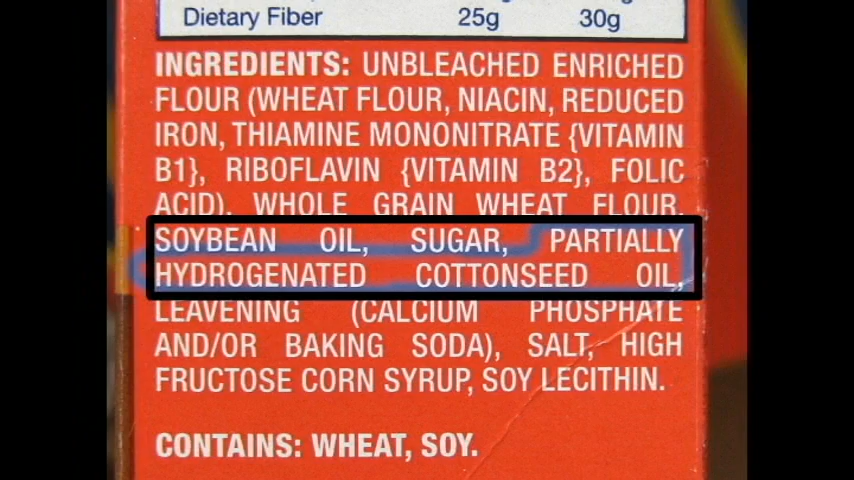 Dietary Fiber 25g 30g
INGREDIENTS: UNBLEACHED ENRICHED
FLOUR (WHEAT FLOUR, NIACIN, REDUCED
IRON, THIAMINE MONONITRATE {VITAMIN
B1}, RIBOFLAVIN {VITAMIN B2}, FOLIC
ACID), WHOLE GRAIN WHEAT FLOUR,
SOYBEAN OIL, SUGAR, PARTIALLY
HYDROGENATED COTTONSEED OIL,
LEAVENING (CALCIUM PHOSPHATE
AND/OR BAKING SODA), SALT, HIGH
FRUCTOSE CORN SYRUP, SOY LECITHIN.
CONTAINS: WHEAT, SOY.